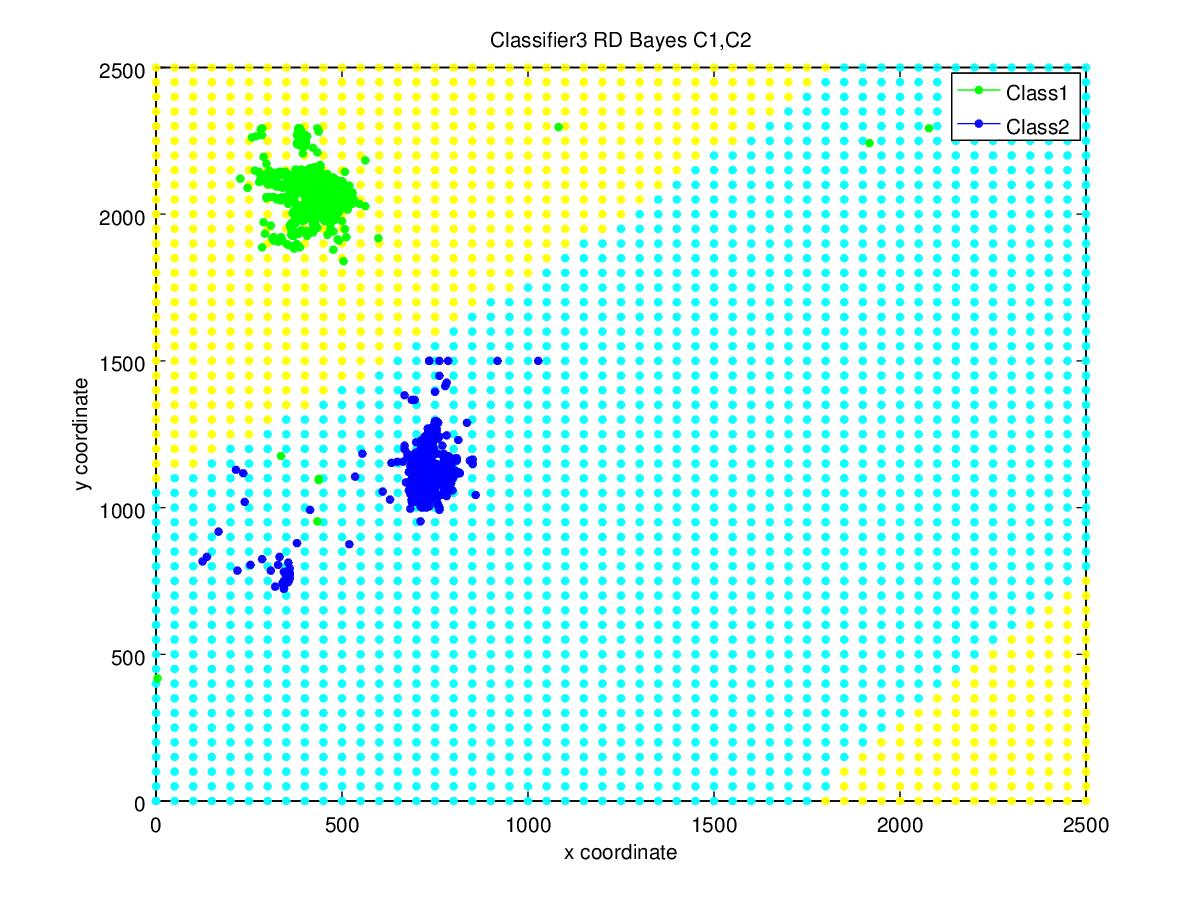 Classifier3 RD Bayes C1,C2
Class1
Class2
2500
2000
1500
1000
500
0
y coordinate
0 500 1000 1500 2000 2500
x coordinate